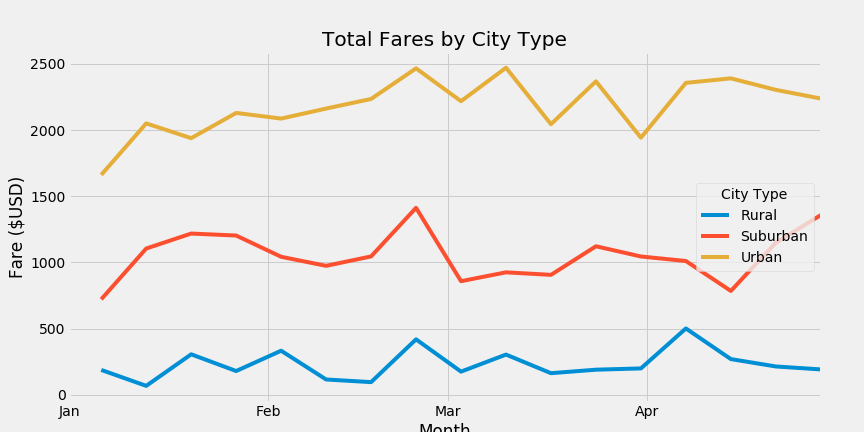 Total Fares by City Type
Fare ($USD)
2500
2000
1500
1000
500
0
City Type
Rural
Suburban
Urban
Jan Feb Mar Apr
Month